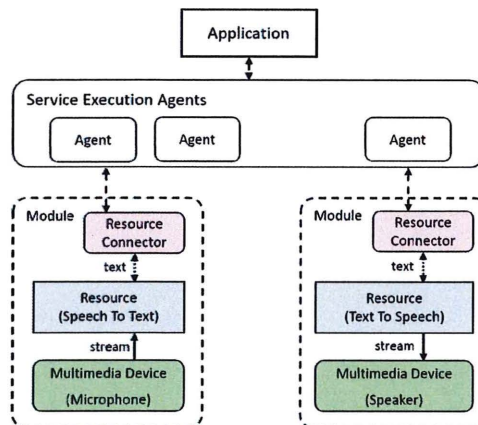 Application
Service Execution Agents
Agent
Agent
Agent
Module
Resource
Connector
text
Resource
(Speech To Text)
stream
Multimedia Device
(Microphone)
Module
Resource
Connector
text
Resource
(Text To Speech)
stream
Multimedia Device
(Speaker)